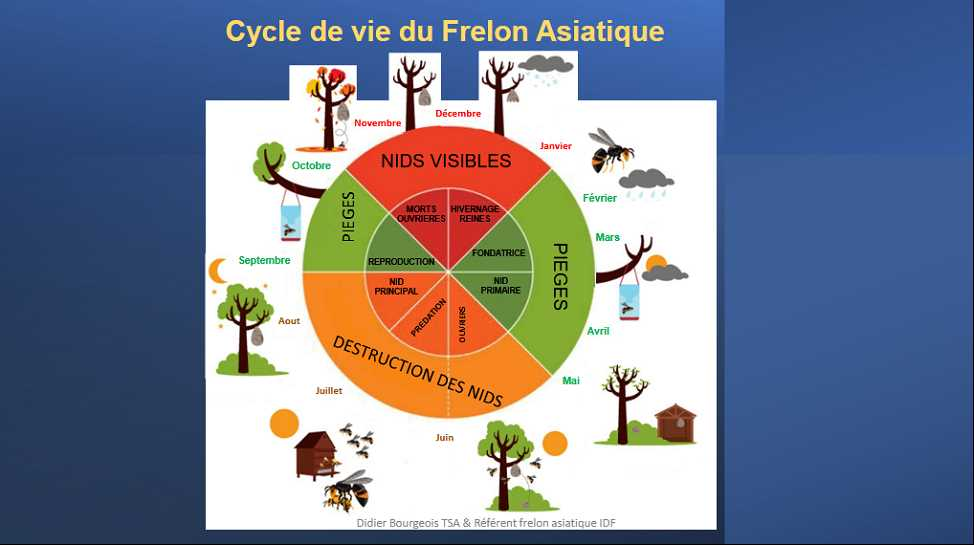 Cycle de vie du Frelon Asiatique
Décembre
Novembre
Janvier
NIDS VISIBLES
Octobre
Février
PIEGES
MORTS
OUVRIERES
HIVERNAGE
REINES
Mars
Septembre
REPRODUCTION
FONDATRICE
PIEGES
NID
PRINCIPAL
NID
PRIMAIRE
PRÉDATION
OUVRIERS
Aout
Avril
DESTRUCTION DES NIDS
Juillet
Mai
Juin
Didier Bourgeois TSA & Référent frelon asiatique IDF